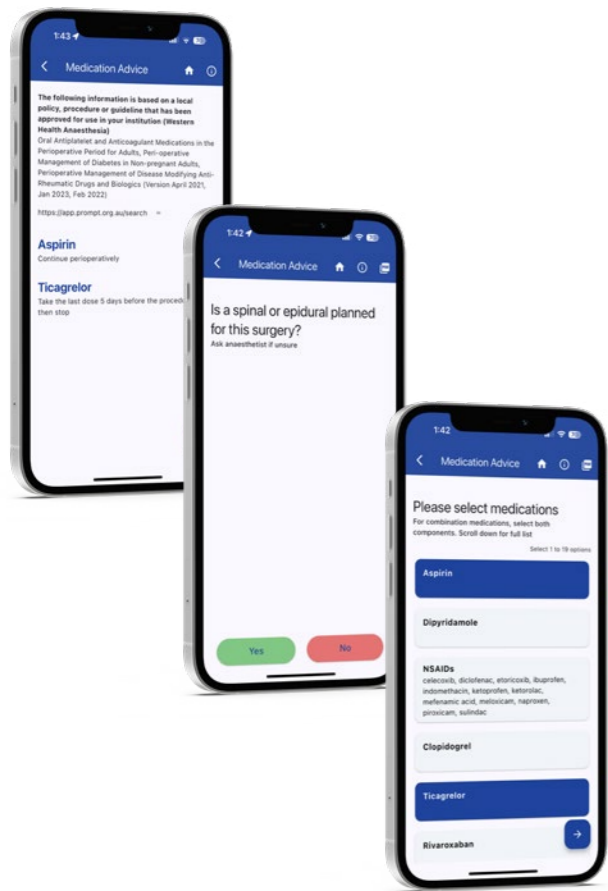 1:43
Medication Advice
The following information is based on a local
policy, procedure or guideline that has been
approved for use in your institution (Western
Health Anaesthesia)
Oral Antiplatelet and Anticoagulant Medications in the
Perioperative Period for Adults, Peri-operative
Management of Diabetes in Non-pregnant Adults,
Perioperative Management of Disease Modifying Anti-
Rheumatic Drugs and Biologics (Version April 2021,
Jan 2023, Feb 2022)
https://app.prompt.org.au/search
Aspirin
Continue perioperatively
Ticagrelor
Take the last dose 5 days before the
then stop
1:42
Medication Advice
Is a spinal or epidural planned
for this surgery?
Ask anaesthetist if unsure
Yes
No
1:42
Medication Advice
Please select medications
For combination medications, select both
components. Scroll down for full list
Select 1 to 19 options
Aspirin
Dipyridamole
NSAIDs
celecoxib, diclofenac, etoricoxib, ibuprofen,
indomethacin, ketoprofen, ketorolac,
mefenamic acid, meloxicam, naproxen,
piroxicam, sulindac
Clopidogrel
Ticagrelor
Rivaroxaban